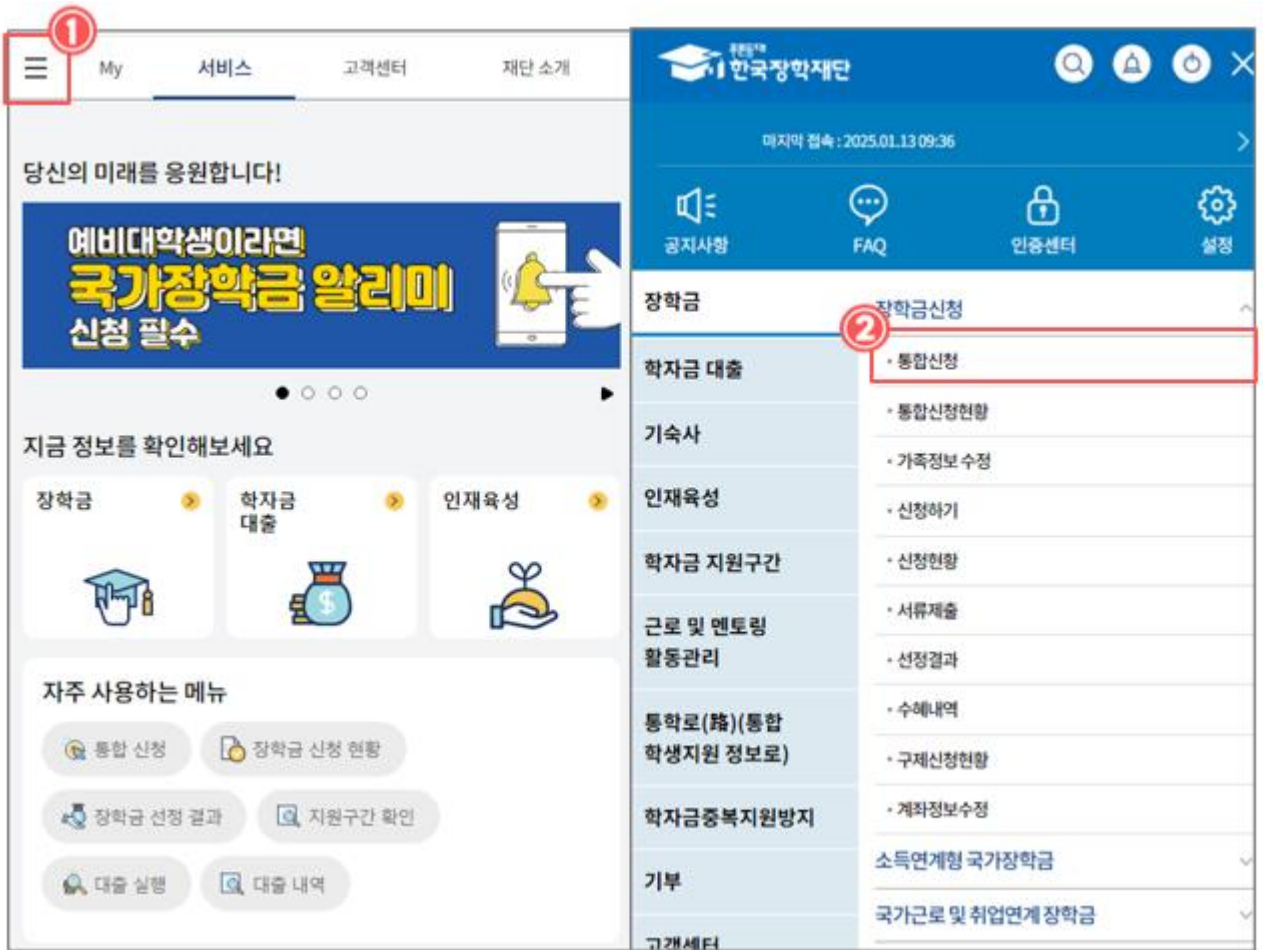 1
My
서비스
고객센터
재단 소개
당신의 미래를 응원합니다!
예비대학생이라면
국가장학금 알리미
신청 필수
지금 정보를 확인해보세요
장학금
학자금
대출
인재육성
자주 사용하는 메뉴
통합 신청
장학금 신청 현황
장학금 선정 결과
지원구간 확인
대출 실행
대출 내역
한국장학재단
마지막 접속 : 2025.01.13 09:36
공지사항
FAQ
인증센터
설정
장학금
학자금 대출
기숙사
인재육성
학자금 지원구간
근로 및 멘토링
활동관리
통학로(路)(통합
학생지원 정보로)
학자금중복지원방지
기부
고객센터
장학금신청
2
· 통합신청
· 통합신청현황
· 가족정보 수정
· 신청하기
· 신청현황
· 서류제출
· 선정결과
· 수혜내역
· 구제신청현황
· 계좌정보수정
소득연계형 국가장학금
국가근로 및 취업연계 장학금